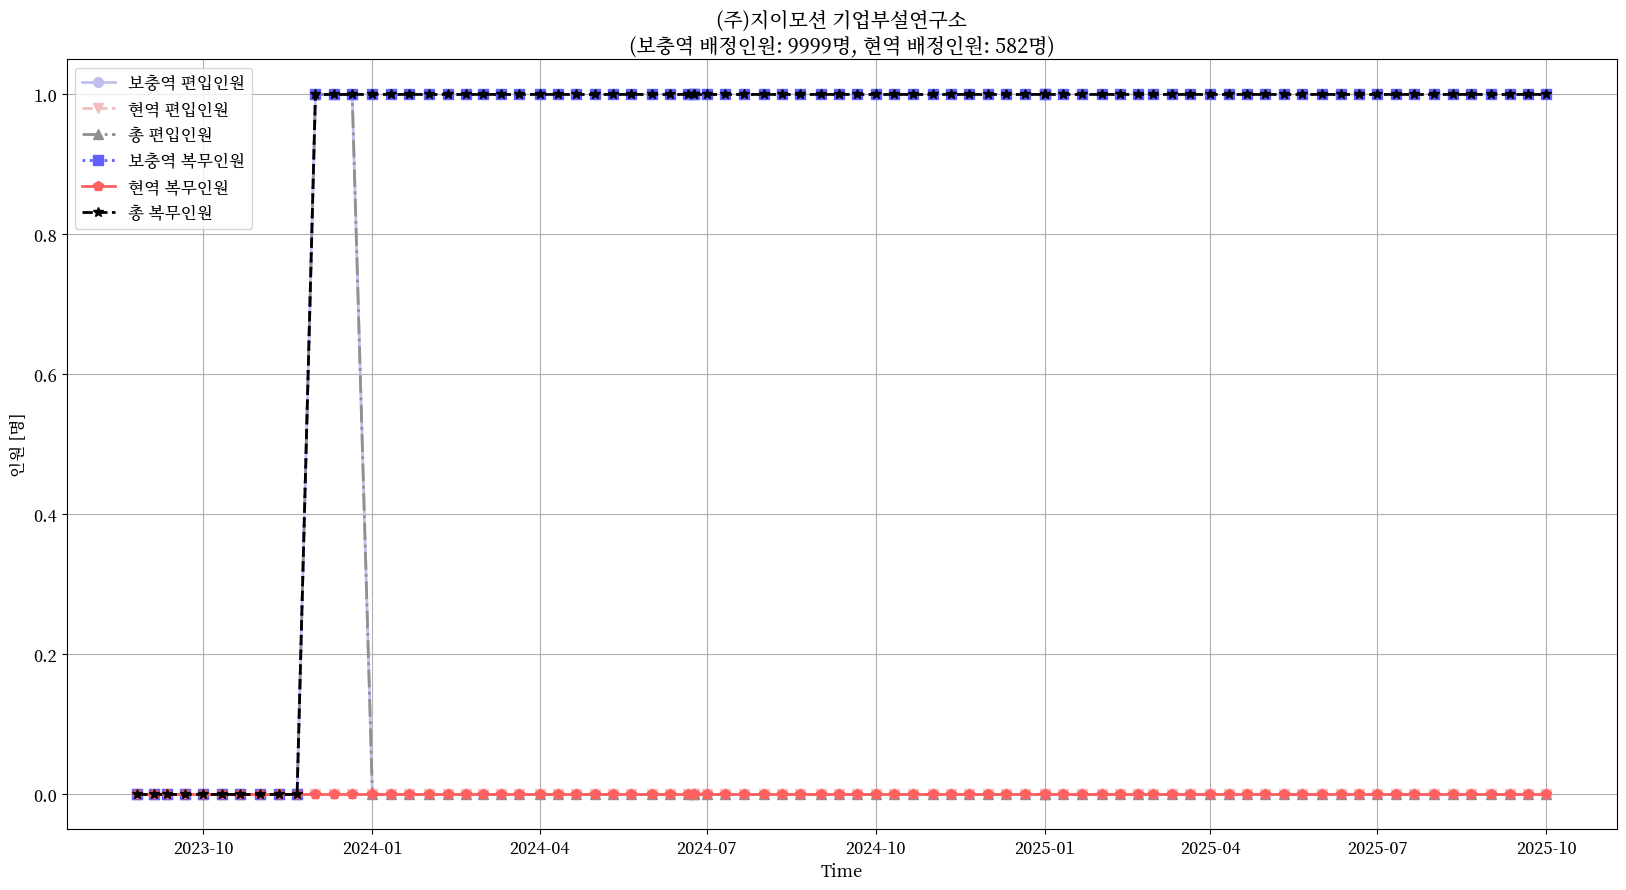 (주)지이모션 기업부설연구소
(보충역 배정인원: 9999명, 현역 배정인원: 582명)
보충역 편입인원
현역 편입인원
총 편입인원
보충역 복무인원
현역 복무인원
총 복무인원
인원 [명]
1.0
0.8
0.6
0.4
0.2
0.0
2023-10
2024-01
2024-04
2024-07
2024-10
2025-01
2025-04
2025-07
2025-10
Time